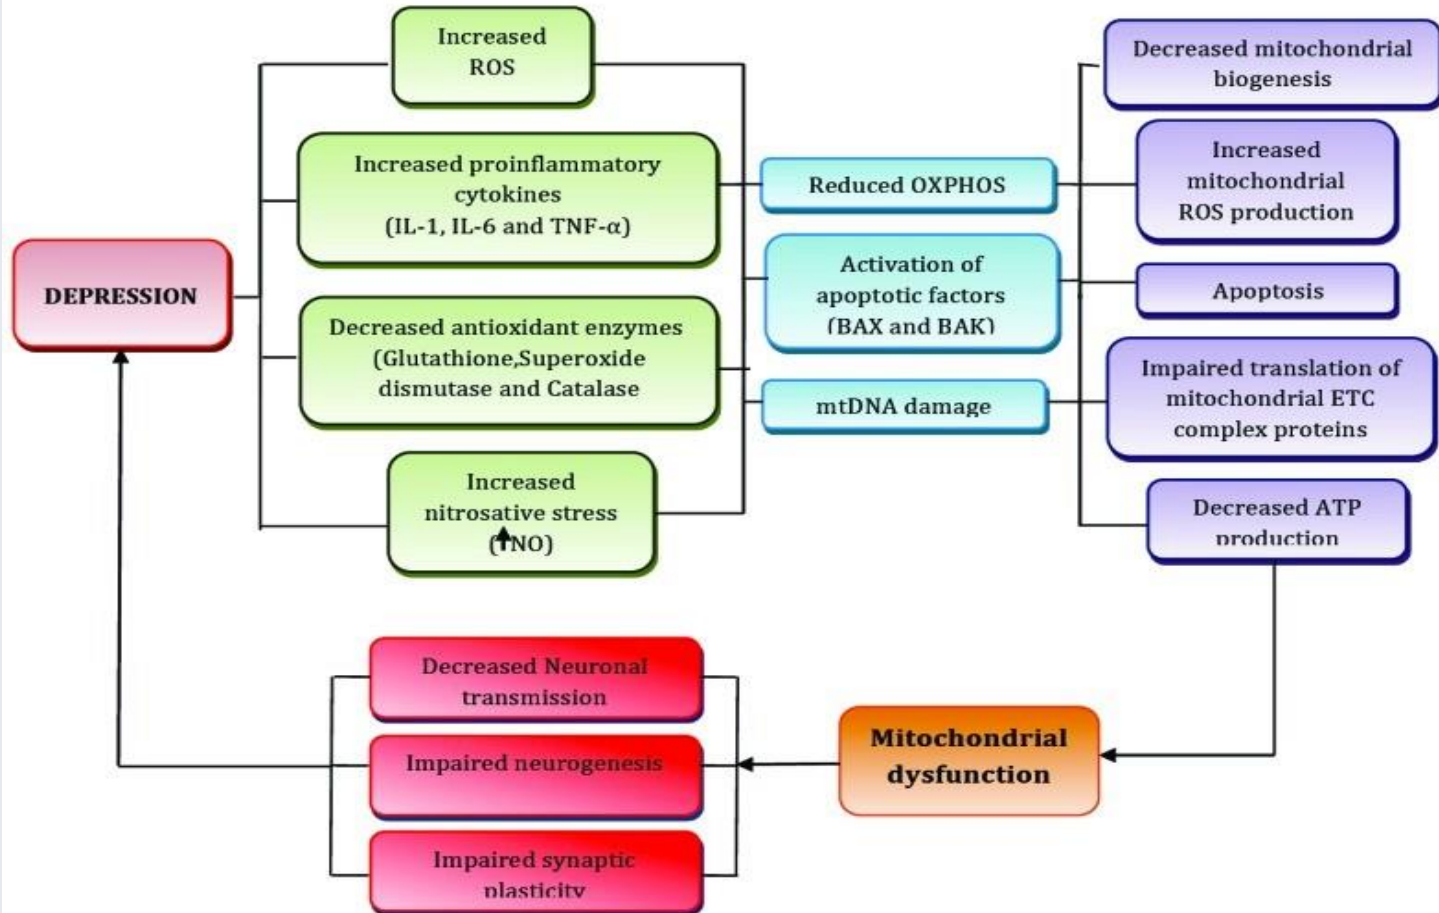 DEPRESSION
Increased
ROS
Increased proinflammatory
cytokines
(IL-1, IL-6 and TNF-α)
Decreased antioxidant enzymes
(Glutathione,Superoxide
dismutase and Catalase
Increased
nitrosative stress
(↑NO)
Reduced OXPHOS
Activation of
apoptotic factors
(BAX and BAK)
mtDNA damage
Decreased mitochondrial
biogenesis
Increased
mitochondrial
ROS production
Apoptosis
Impaired translation of
mitochondrial ETC
complex proteins
Decreased ATP
production
Mitochondrial
dysfunction
Decreased Neuronal
transmission
Impaired neurogenesis
Impaired synaptic
plasticity